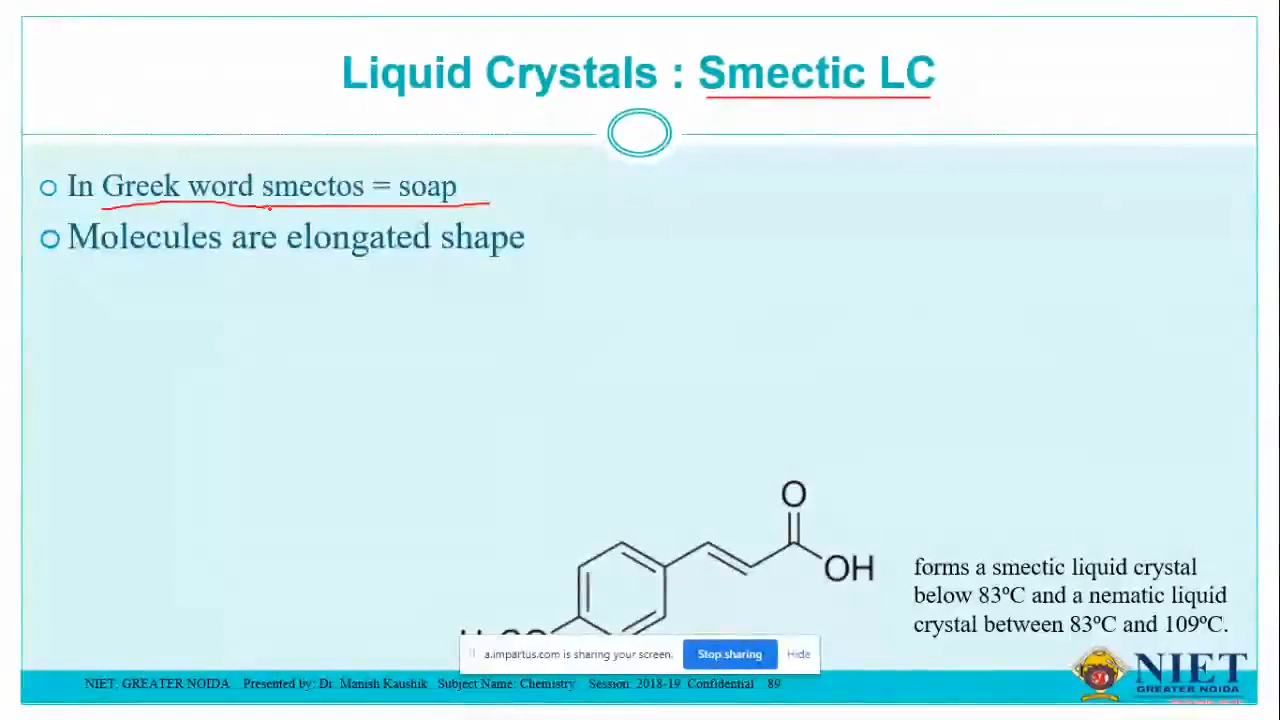 Liquid Crystals : Smectic LC
In Greek word smectos = soap
Molecules are elongated shape
O
OH
forms a smectic liquid crystal
below 83ºC and a nematic liquid
crystal between 83ºC and 109ºC.
a.impartus.com is sharing your screen.
Stop sharing
Hide
NIET
GREATER NOIDA
NIET, GREATER NOIDA Presented by: Dr. Manish Kaushik Subject Name: Chemistry Session: 2018-19 Confidential 89